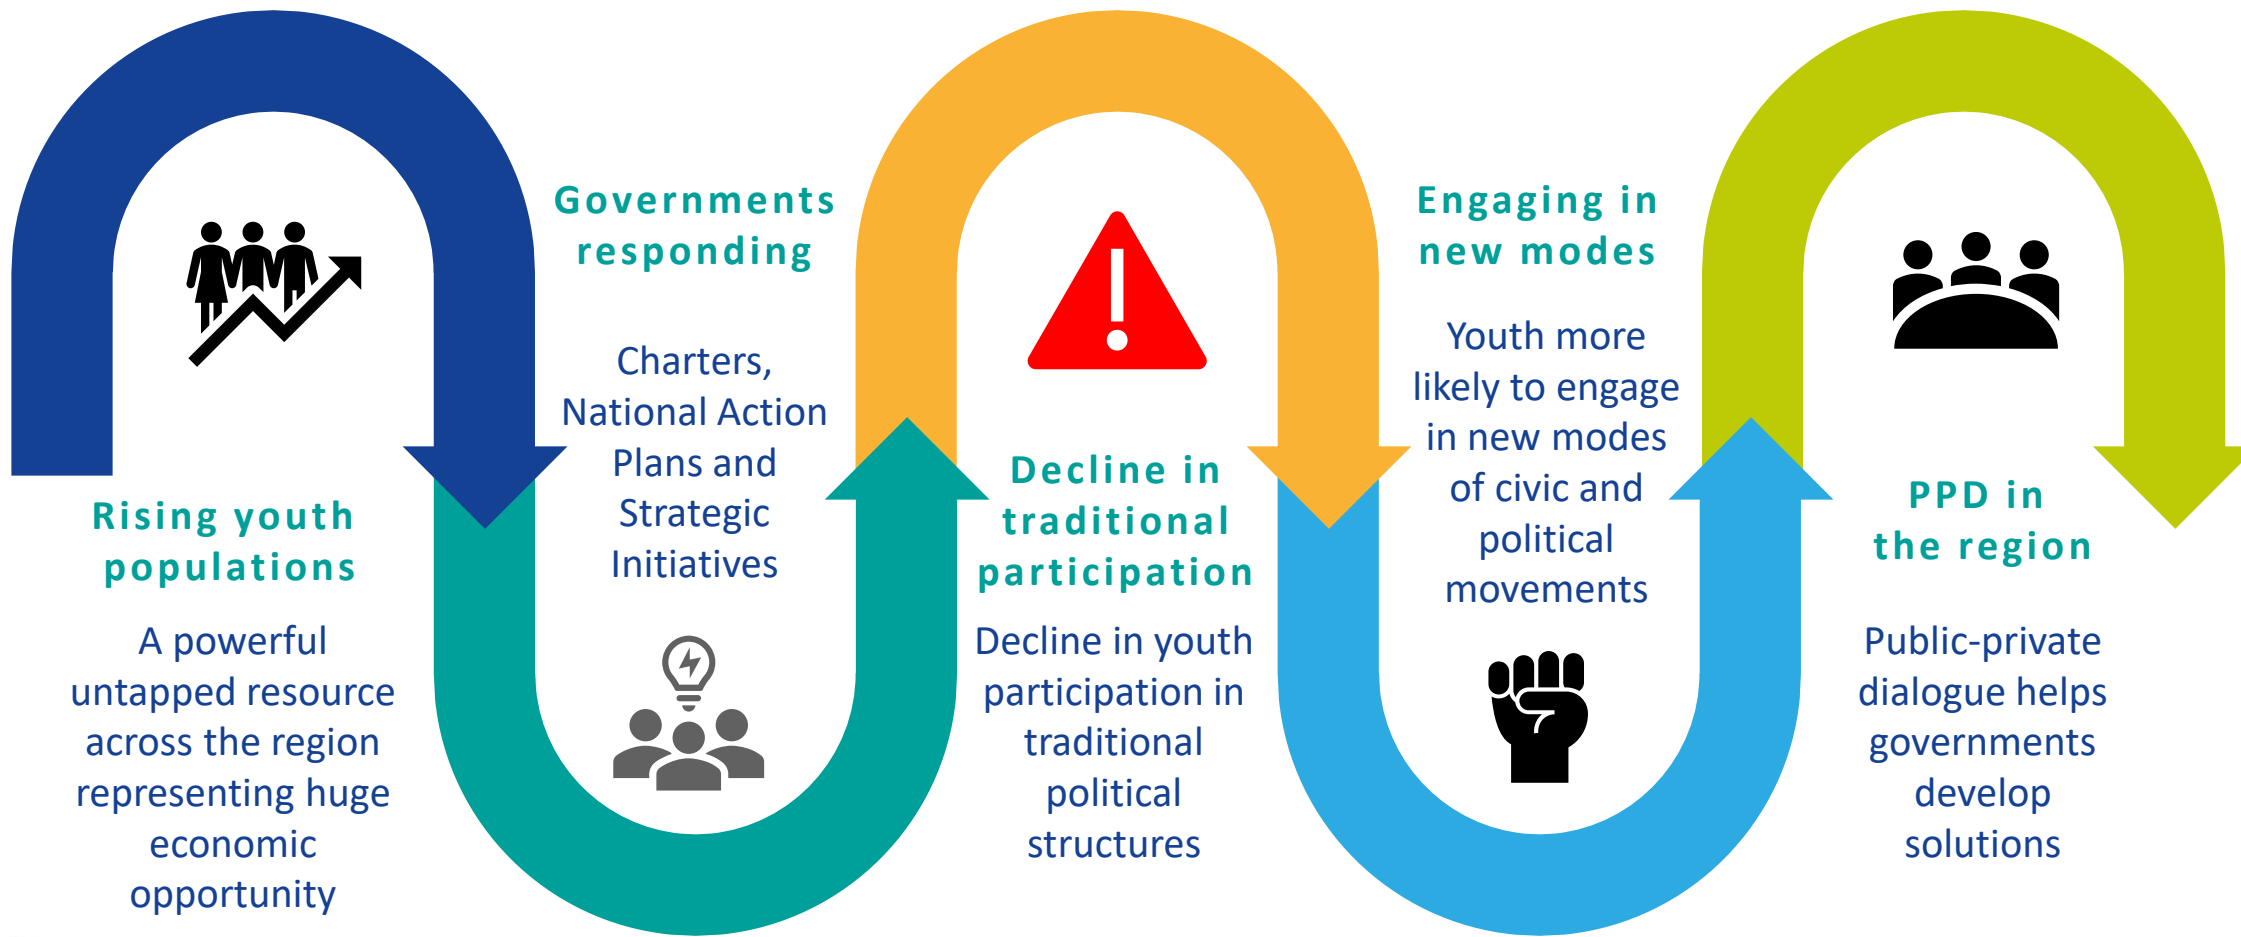 Rising youth
populations
A powerful
untapped resource
across the region
representing huge
economic
opportunity
Governments
responding
Charters,
National Action
Plans and
Strategic
Initiatives
Decline in
traditional
participation
Decline in youth
participation in
traditional
political
structures
Engaging in
new modes
Youth more
likely to engage
in new modes
of civic and
political
movements
PPD in
the region
Public-private
dialogue helps
governments
develop
solutions